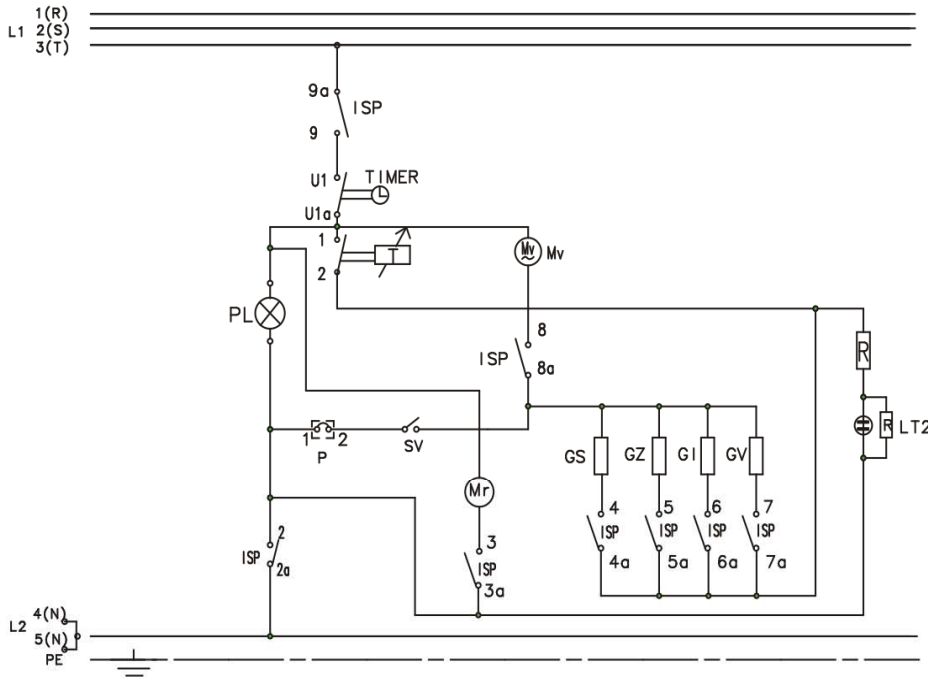 1(R)
L1 2(S)
3(T)
9a
ISP
9
U1 TIMER
U1a
1
T
2
Mv Mv
PL
8
ISP 8a
R
1 2
P
SV
R LT2
GS GZ GI GV
Mr
4 5 6 7
ISP ISP ISP ISP
4a 5a 6a 7a
2
ISP
2a
3
ISP
3a
4(N)
L2
5(N)
PE